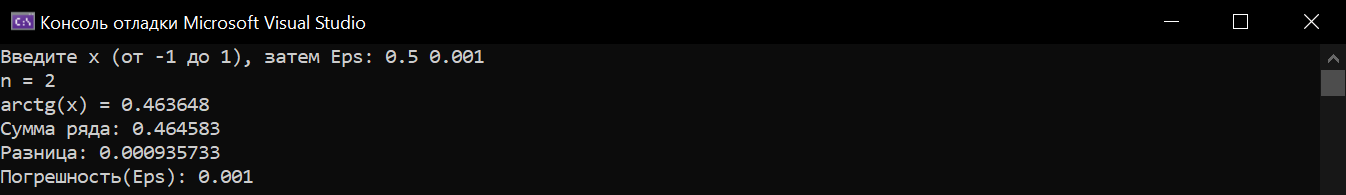 Консоль отладки Microsoft Visual Studio
Введите x (от -1 до 1), затем Eps: 0.5 0.001
n = 2
arctg(x) = 0.463648
Сумма ряда: 0.464583
Разница: 0.000935733
Погрешность(Eps): 0.001